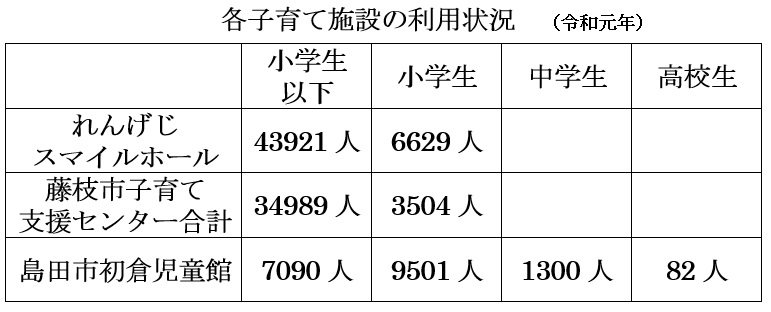 各子育て施設の利用状況 （令和元年）
小学生
以下
小学生
中学生
高校生
れんげじ
スマイルホール
43921 人
6629 人
藤枝市子育て
支援センター合計
34989 人
3504 人
島田市初倉児童館
7090 人
9501 人
1300 人
82 人